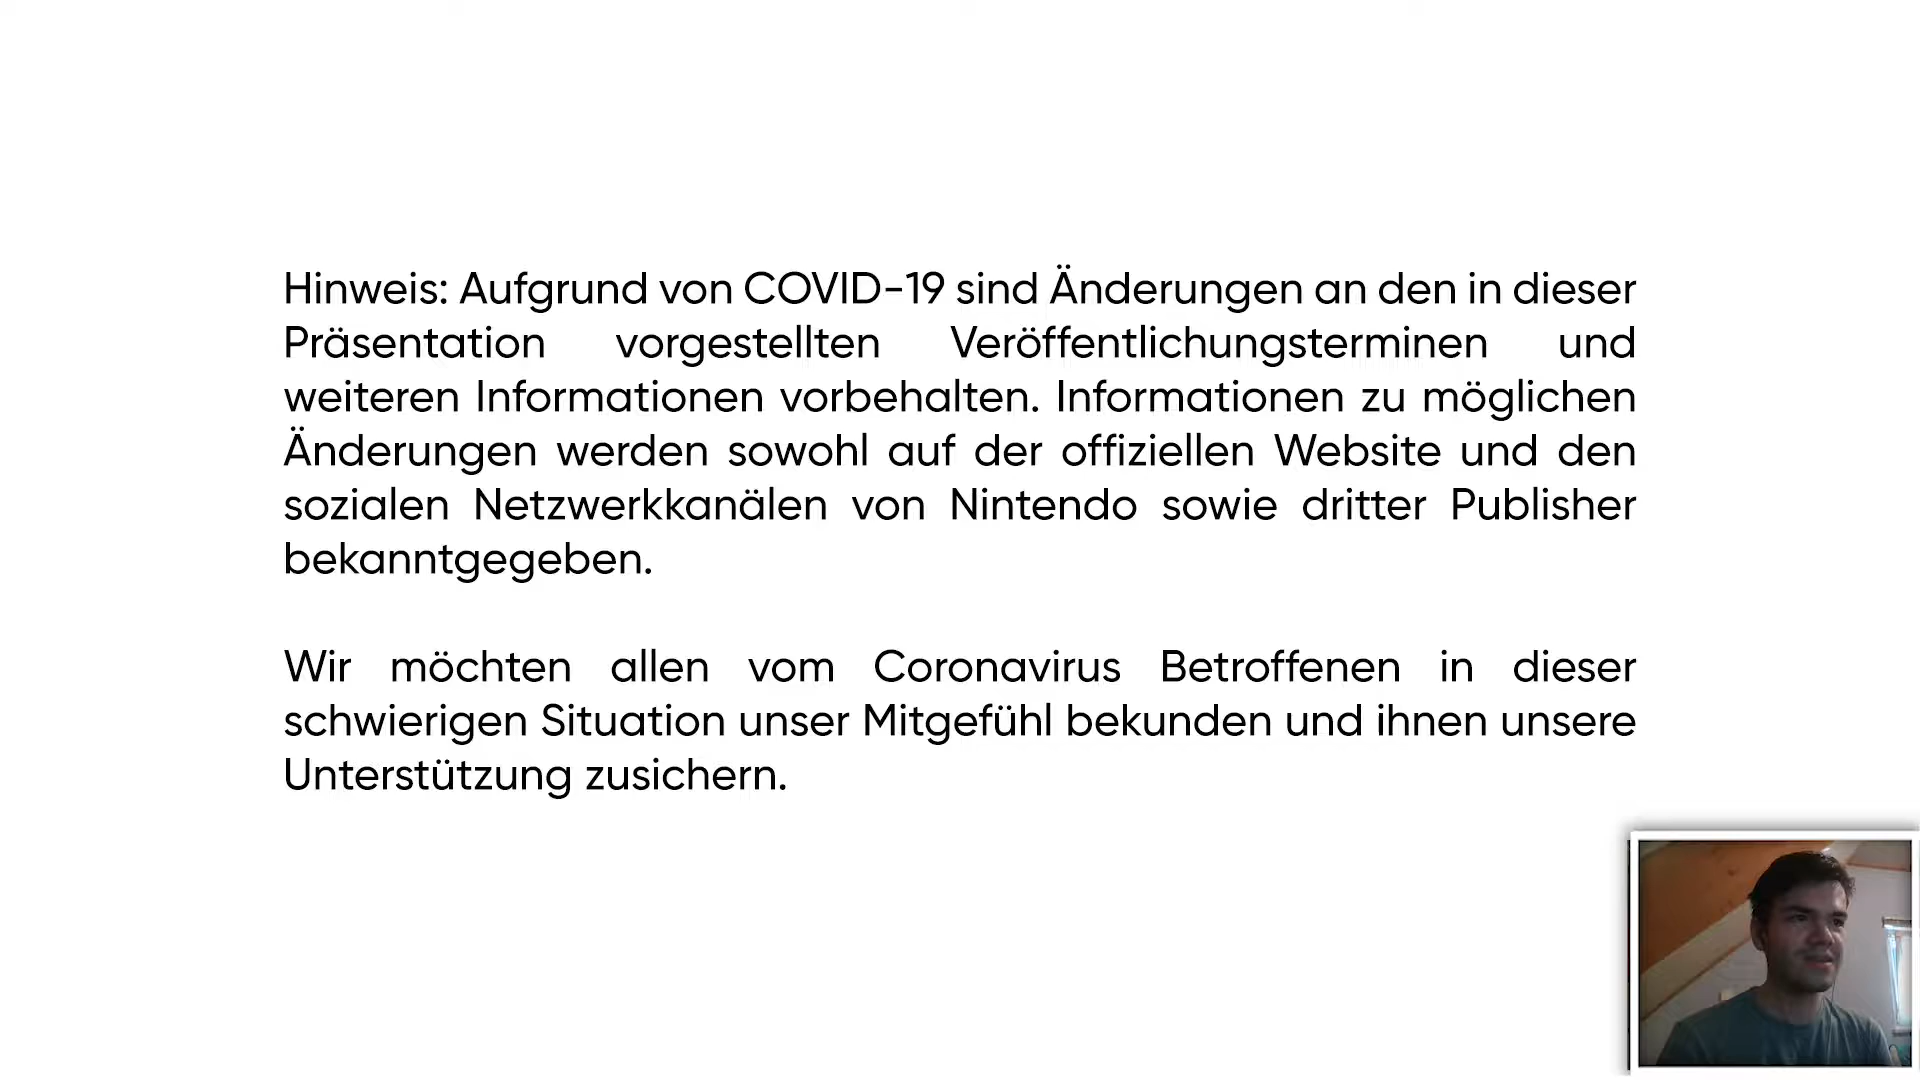 Hinweis: Aufgrund von COVID-19 sind Änderungen an den in dieser
Präsentation vorgestellten Veröffentlichungsterminen und
weiteren Informationen vorbehalten. Informationen zu möglichen
Änderungen werden sowohl auf der offiziellen Website und den
sozialen Netzwerkkanälen von Nintendo sowie dritter Publisher
bekanntgegeben.
Wir möchten allen vom Coronavirus Betroffenen in dieser
schwierigen Situation unser Mitgefühl bekunden und ihnen unsere
Unterstützung zusichern.